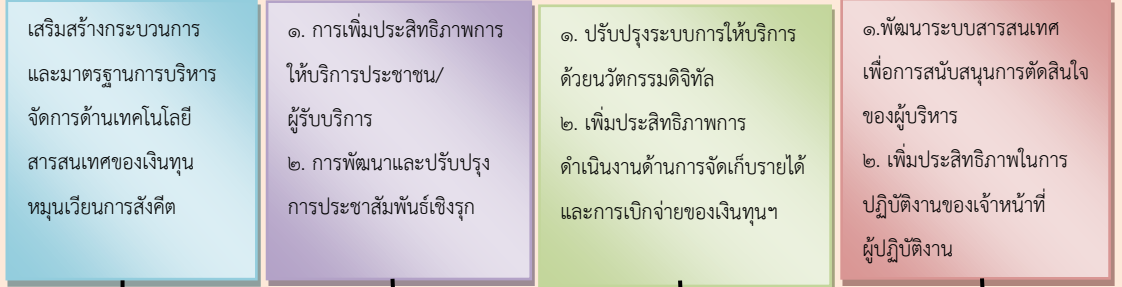 เสริมสร้างกระบวนการ
และมาตรฐานการบริหาร
จัดการด้านเทคโนโลยี
สารสนเทศของเงินทุน
หมุนเวียนการสังคีต
๑. การเพิ่มประสิทธิภาพการ
ให้บริการประชาชน/
ผู้รับบริการ
๒. การพัฒนาและปรับปรุง
การประชาสัมพันธ์เชิงรุก
๑. ปรับปรุงระบบการให้บริการ
ด้วยนวัตกรรมดิจิทัล
๒. เพิ่มประสิทธิภาพการ
ดำเนินงานด้านการจัดเก็บรายได้
และการเบิกจ่ายของเงินทุนฯ
๑.พัฒนาระบบสารสนเทศ
เพื่อการสนับสนุนการตัดสินใจ
ของผู้บริหาร
๒. เพิ่มประสิทธิภาพในการ
ปฏิบัติงานของเจ้าหน้าที่
ผู้ปฏิบัติงาน